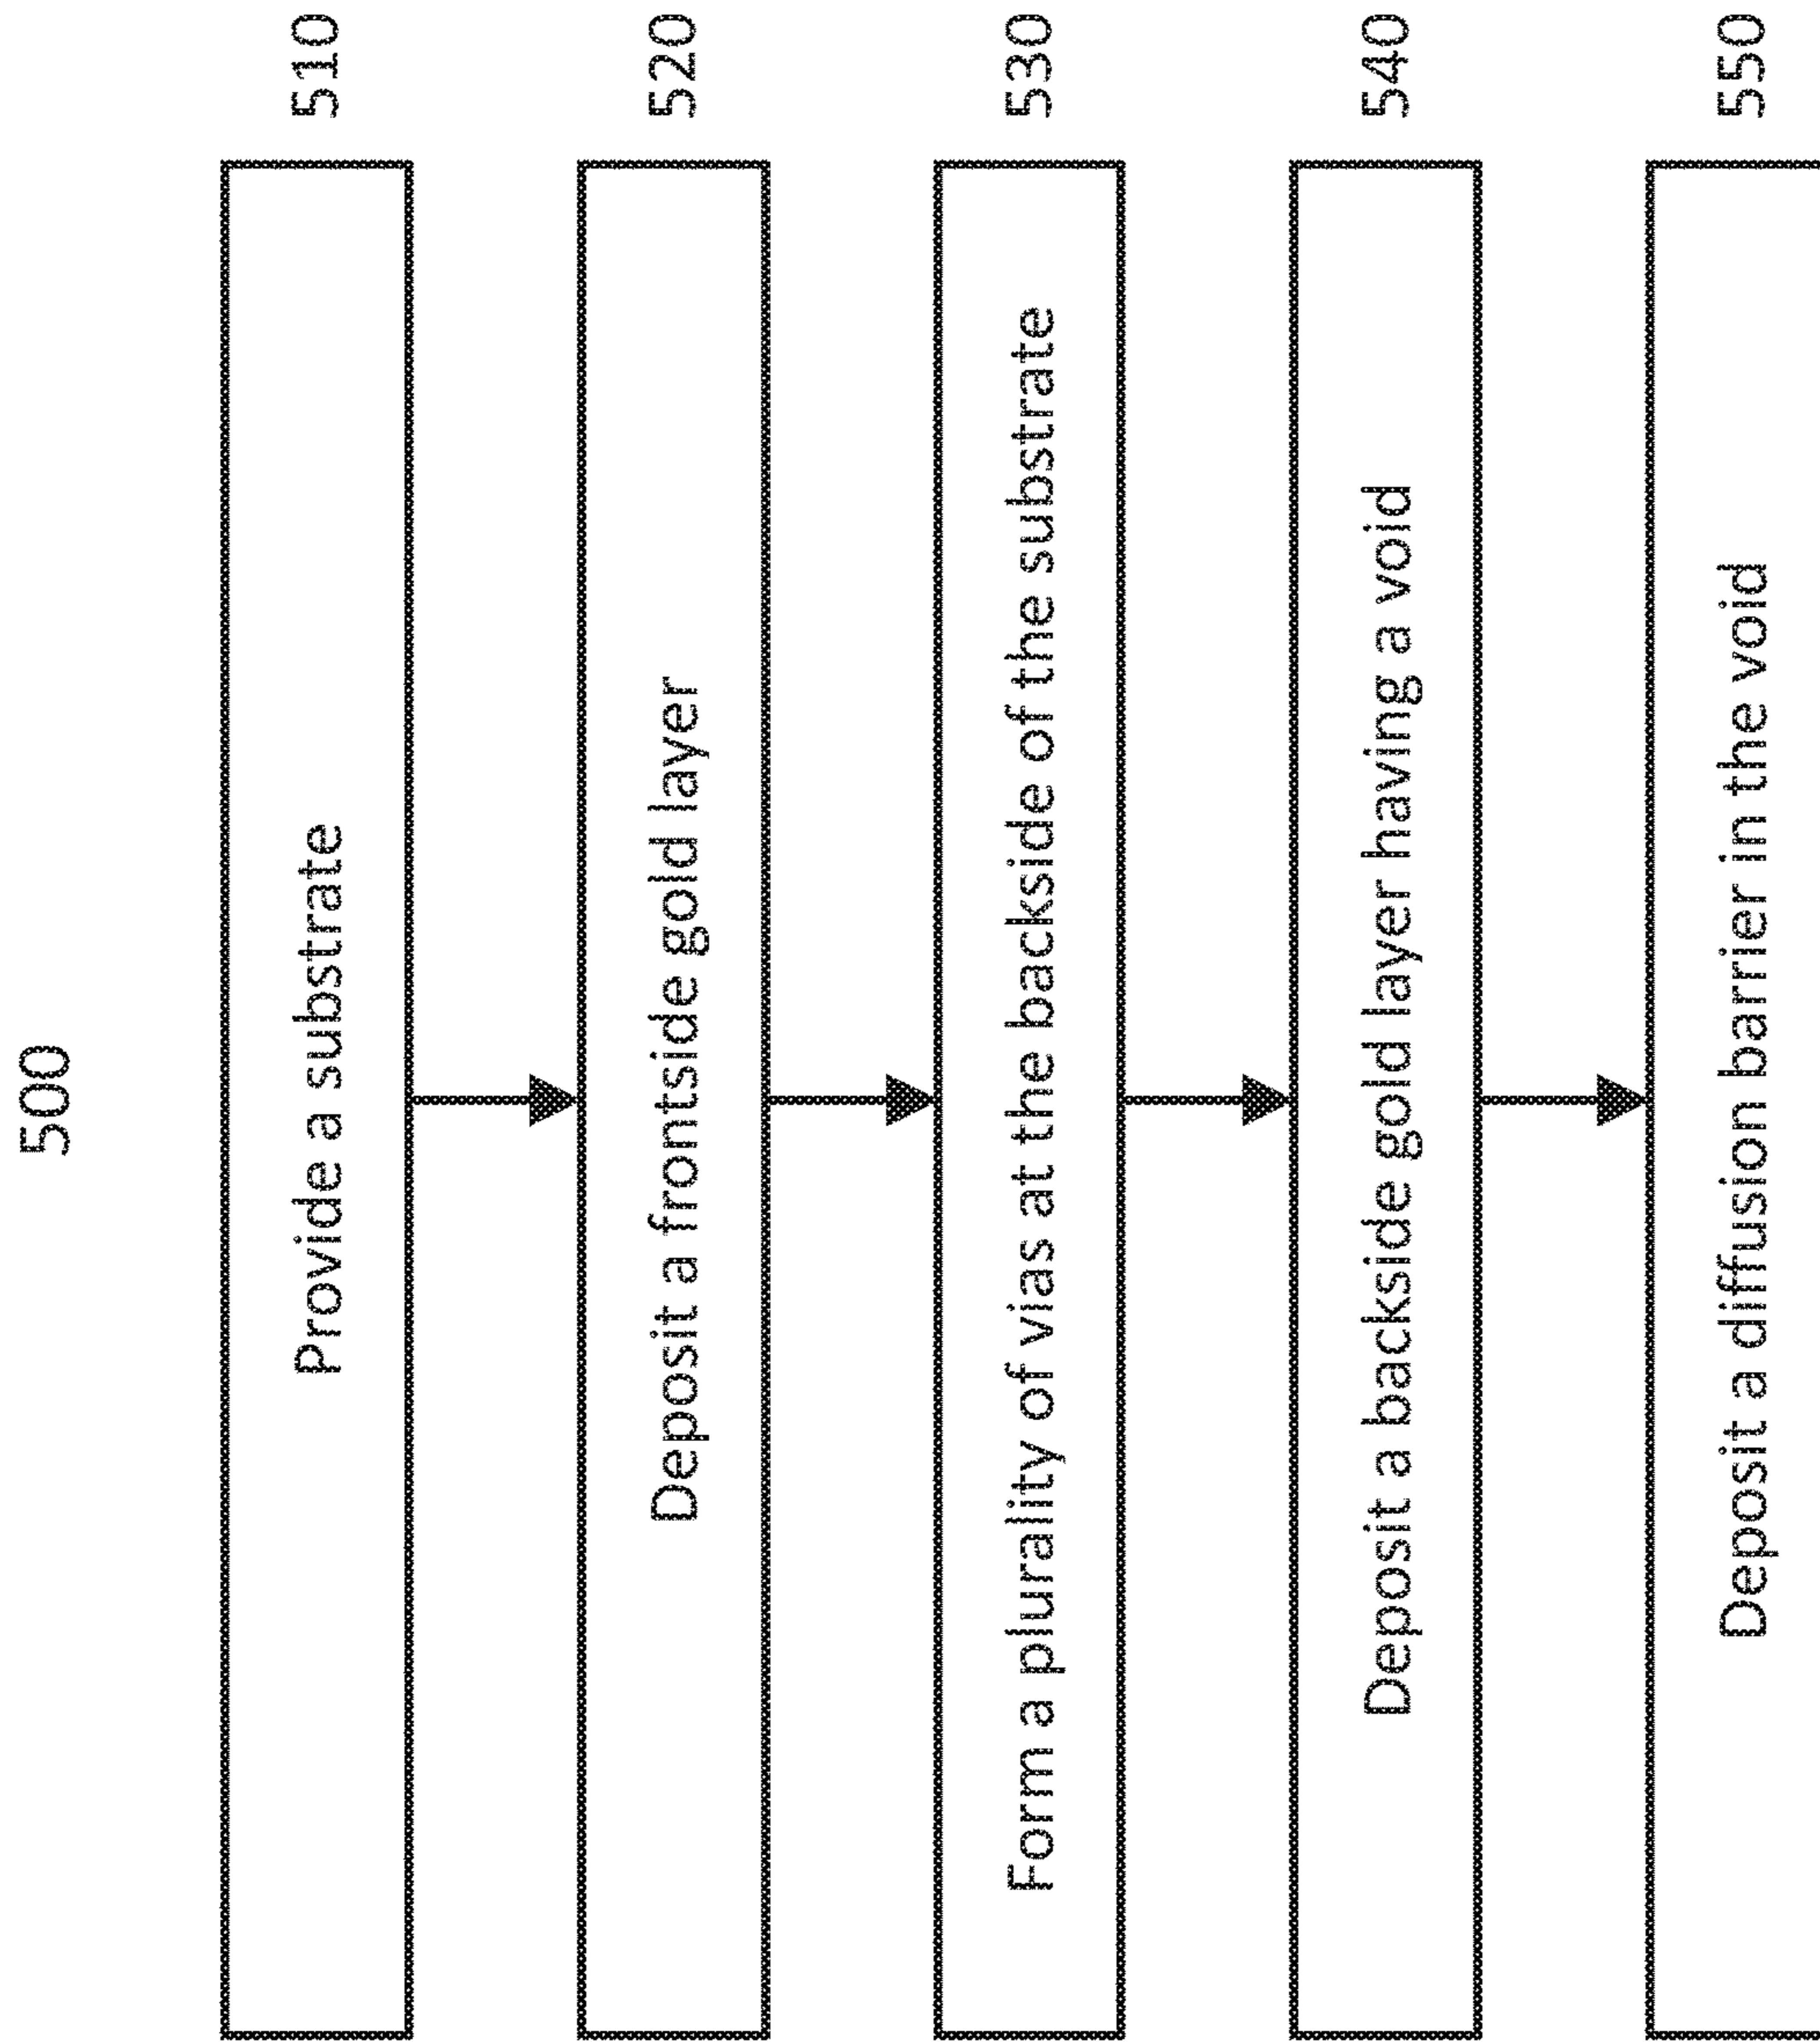 500
Provide a substrate
510
Deposit a frontside gold layer
520
Form a plurality of vias at the backside of the substrate
530
Deposit a backside gold layer having a void
540
Deposit a diffusion barrier in the void
550